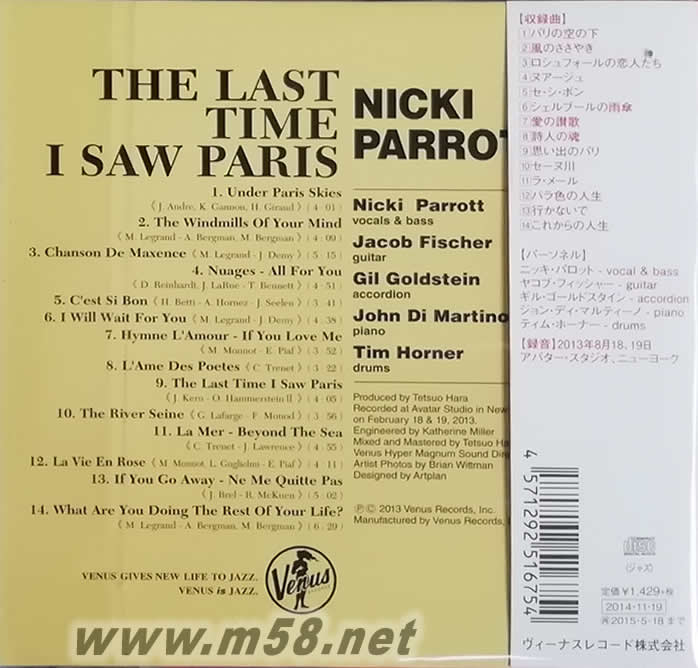 THE LAST
TIME
I SAW PARIS
1. Under Paris Skies
《 J. Andre, K. Gannon, H. Giraud 》( 4 : 01 )
2. The Windmills Of Your Mind
《 M. Legrand - A. Bergman, M. Bergman 》( 4 : 09 )
3. Chanson De Maxence《 M. Legrand - J. Demy 》( 5 : 15 )
4. Nuages - All For You
《 D. Reinhardt, J. LaRue - T. Bennett 》( 4 : 51 )
5. C'est Si Bon《 H. Betti - A. Hornez - J. Seelen 》( 3 : 41 )
6. I Will Wait For You《 M. Legrand - J. Demy 》( 4 : 38 )
7. Hymne L'Amour - If You Love Me
《 M. Monnot - E. Piaf 》( 3 : 52 )
8. L'Ame Des Poetes《 C. Trenet 》( 3 : 22 )
9. The Last Time I Saw Paris
《 J. Kern - O. Hammerstein II 》( 4 : 05 )
10. The River Seine《 G. Lafarge - F. Monod 》( 3 : 56 )
11. La Mer - Beyond The Sea
《 C. Trenet - J. Lawrence 》( 4 : 55 )
12. La Vie En Rose《 M. Monnot, L. Guglielmi - E. Piaf 》( 4 : 11 )
13. If You Go Away - Ne Me Quitte Pas
《 J. Brel - R. McKuen 》( 5 : 02 )
14. What Are You Doing The Rest Of Your Life?
《 M. Legrand - A. Bergman, M. Bergman 》( 6 : 29 )
VENUS GIVES NEW LIFE TO JAZZ.
VENUS is JAZZ.
Venus
NICKI
PARROT
Nicki Parrott
vocals & bass
Jacob Fischer
guitar
Gil Goldstein
accordion
John Di Martino
piano
Tim Horner
drums
Produced by Tetsuo Hara
Recorded at Avatar Studio in New
on February 18 & 19, 2013.
Engineered by Katherine Miller
Mixed and Mastered by Tetsuo Ha
Venus Hyper Magnum Sound Dire
Artist Photos by Brian Wittman
Designed by Artplan
Ⓟ Ⓒ 2013 Venus Records, Inc.
Manufactured by Venus Records, I
【収録曲】
1 パリの空の下
2 風のささやき
3 ロシュフォールの恋人たち
4 ヌアージュ
5 セ・シ・ボン
6 シェルブールの雨傘
7 愛の讃歌
8 詩人の魂
9 思い出のパリ
10 セーヌ川
11 ラ・メール
12 バラ色の人生
13 行かないで
14 これからの人生
【パーソネル】
ニッキ・パロット - vocal & bass
ヤコブ・フィッシャー - guitar
ギル・ゴールドスタイン - accordion
ジョン・ディ・マルティーノ - piano
ティム・ホーナー - drums
【録音】2013年8月18、19日
アバター・スタジオ、ニューヨーク
4571292516754
COMPACT
disc
DIGITAL AUDIO
(ジャズ)
定価 ¥1,429+税
2014・11・19
再2015・5・18まで
ヴィーナスレコード株式会社
www.m58.net